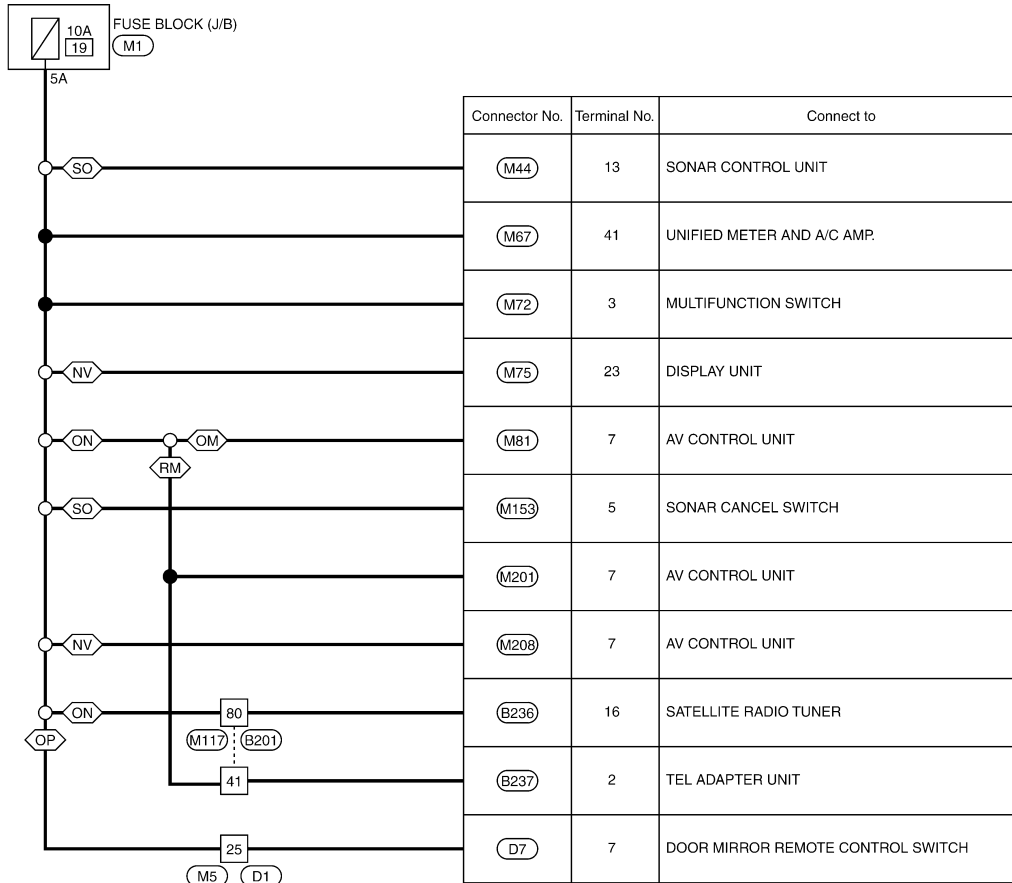 10A
19
FUSE BLOCK (J/B)
M1
5A
Connector No. Terminal No. Connect to
SO M44 13 SONAR CONTROL UNIT
M67 41 UNIFIED METER AND A/C AMP.
M72 3 MULTIFUNCTION SWITCH
NV M75 23 DISPLAY UNIT
ON OM M81 7 AV CONTROL UNIT
RM
SO M153 5 SONAR CANCEL SWITCH
M201 7 AV CONTROL UNIT
NV M208 7 AV CONTROL UNIT
ON 80 B236 16 SATELLITE RADIO TUNER
OP M117 B201
41 B237 2 TEL ADAPTER UNIT
25 D7 7 DOOR MIRROR REMOTE CONTROL SWITCH
M5 D1